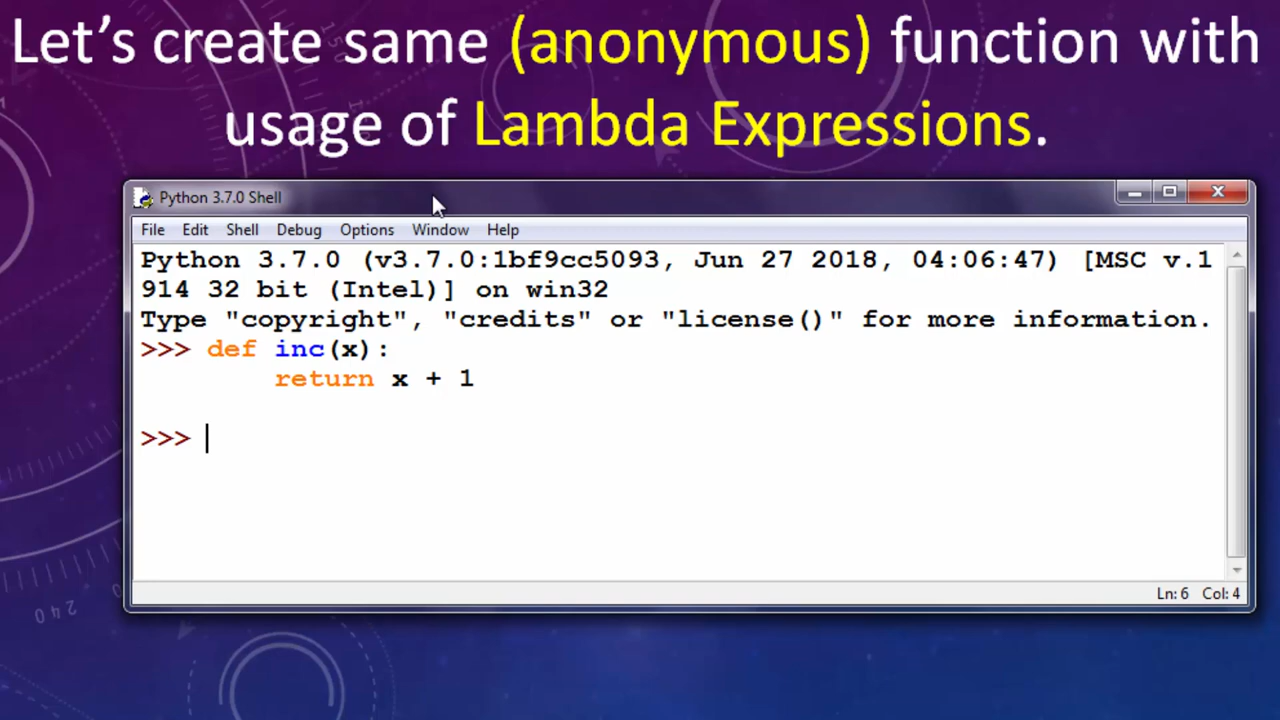 Let's create same (anonymous) function with
usage of Lambda Expressions.
Python 3.7.0 Shell
File Edit Shell Debug Options Window Help
Python 3.7.0 (v3.7.0:1bf9cc5093, Jun 27 2018, 04:06:47) [MSC v.1
914 32 bit (Intel)] on win32
Type "copyright", "credits" or "license()" for more information.
>>> def inc(x):
return x + 1
>>>
Ln: 6 Col: 4
240